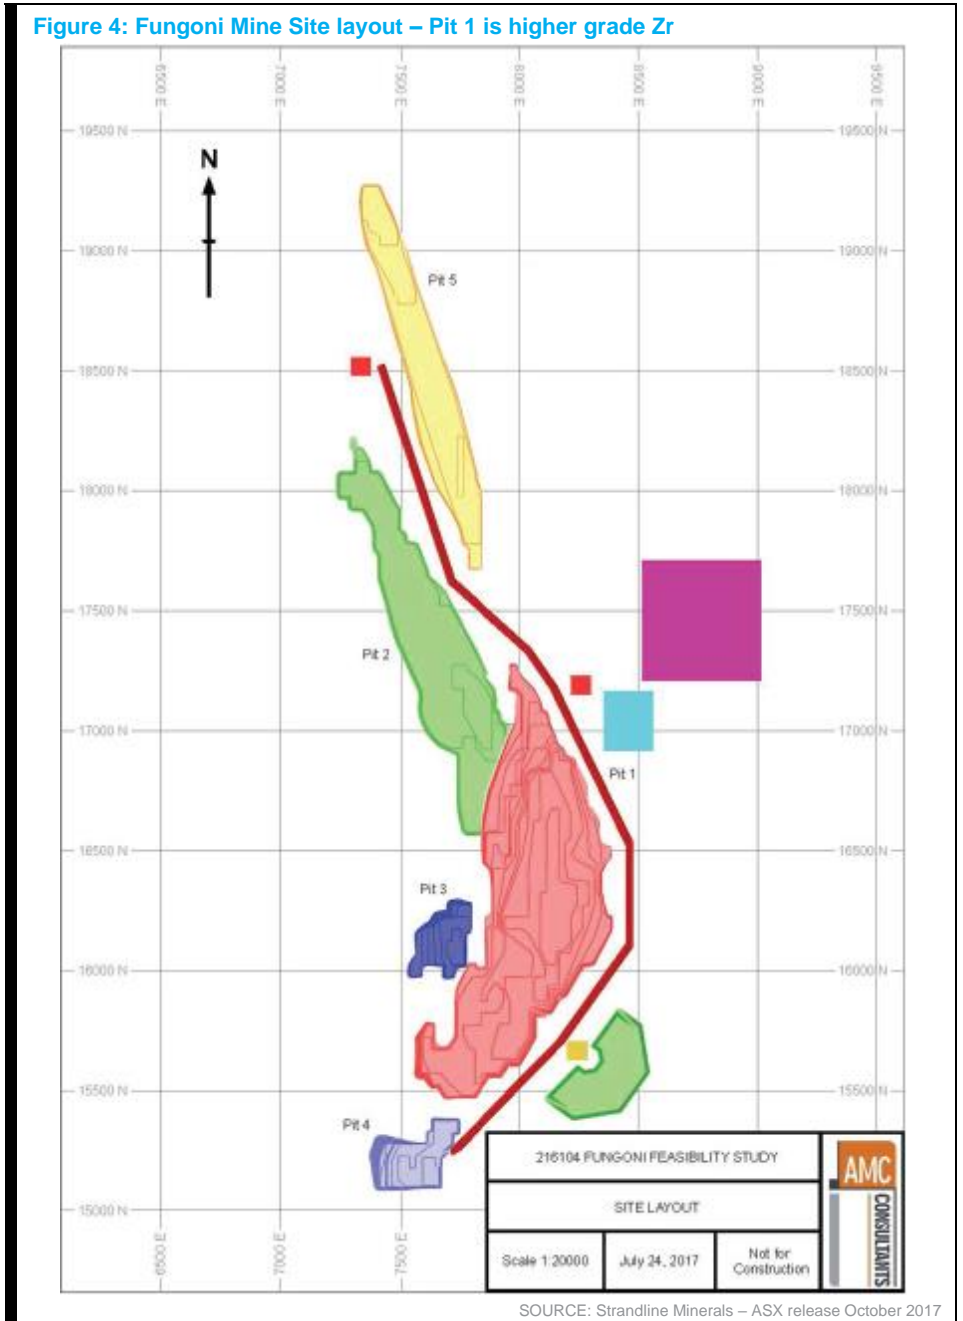 Figure 4: Fungoni Mine Site layout – Pit 1 is higher grade Zr
6500 E
7000 E
7500 E
8000 E
8500 E
9000 E
9500 E
19500 N
19500 N
N
19000 N
19000 N
Pit 5
18500 N
18500 N
18000 N
18000 N
17500 N
17500 N
Pit 2
17000 N
17000 N
Pit 1
16500 N
16500 N
Pit 3
16000 N
16000 N
15500 N
15500 N
Pit 4
216104 FUNGONI FEASIBILITY STUDY
SITE LAYOUT
Scale 1:20000
July 24, 2017
Not for
Construction
AMC
CONSULTANTS
15000 N
6500 E
7000 E
7500 E
SOURCE: Strandline Minerals – ASX release October 2017